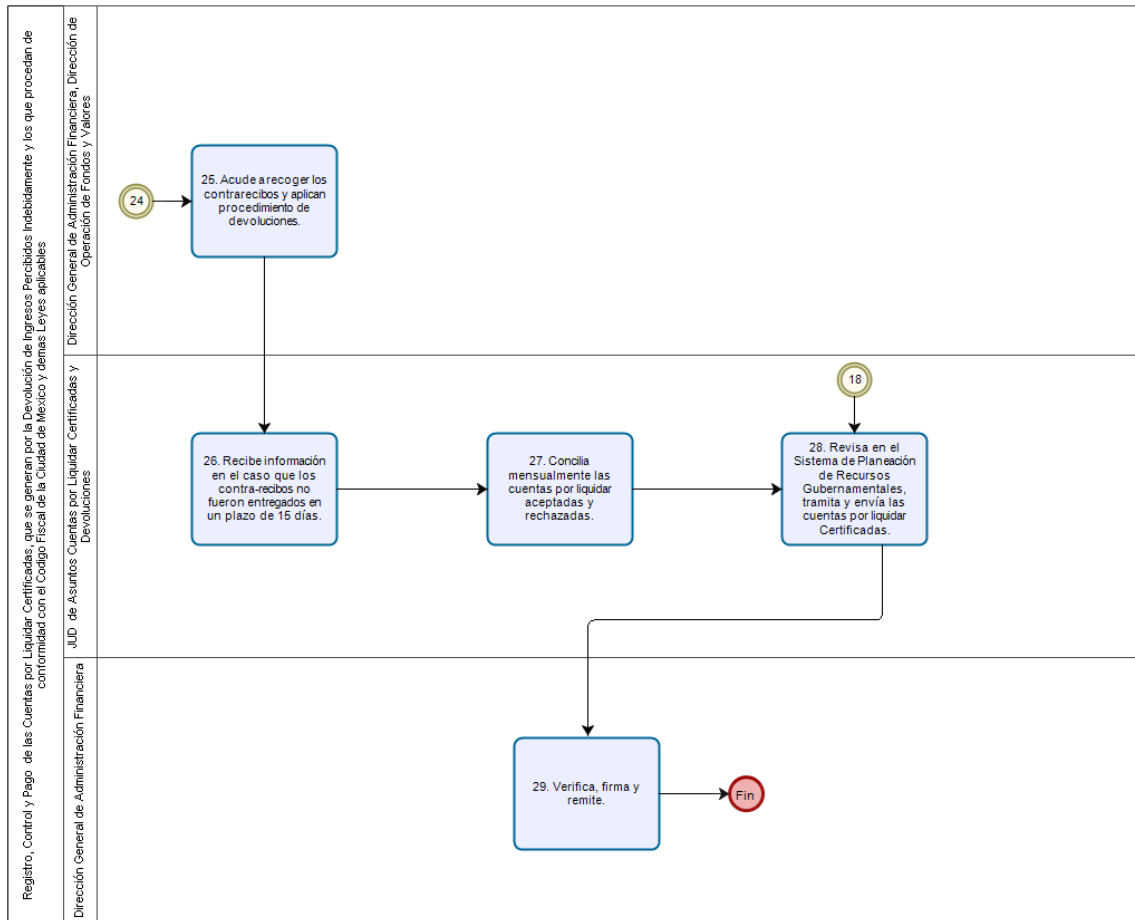 Registro, Control y Pago  de las Cuentas por Liquidar Certificadas, que se generan por la Devolución de Ingresos Percibidos Indebidamente y los que procedan de
conformidad con el Codigo Fiscal de la Ciudad de Mexico y demas Leyes aplicables
Dirección General de Administración Financiera, Dirección de
Operación de Fondos y Valores
24
25. Acude a recoger los
contrarecibos y aplican
procedimiento de
devoluciones.
JUD  de Asuntos Cuentas por Liquidar Certificadas y
Devoluciones
18
26. Recibe información
en el caso que los
contra-recibos no
fueron entregados en
un plazo de 15 días.
27. Concilia
mensualmente las
cuentas por liquidar
aceptadas y
rechazadas.
28. Revisa en el
Sistema de Planeación
de Recursos
Gubernamentales,
tramita y envía las
cuentas por liquidar
Certificadas.
Dirección General de Administración Financiera
29. Verifica, firma y
remite.
Fin